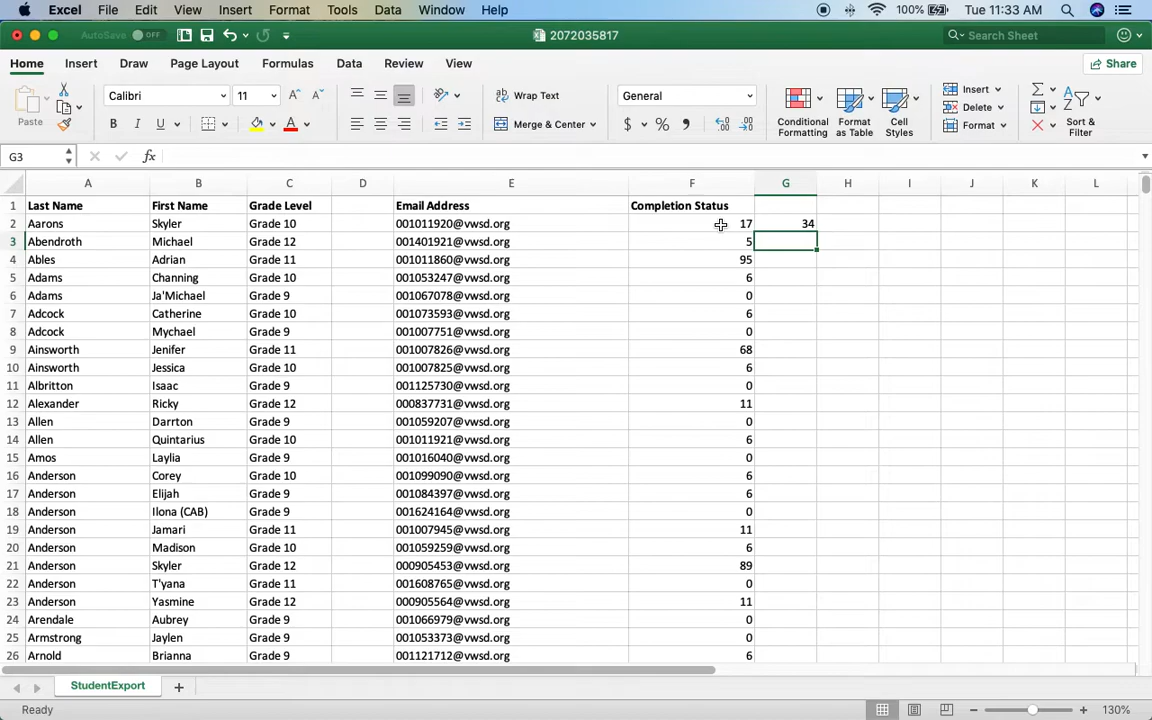 Excel File Edit View Insert Format Tools Data Window Help 100% Tue 11:33 AM
AutoSave OFF 2072035817 Search Sheet
Home Insert Draw Page Layout Formulas Data Review View Share
Paste Calibri 11 A A Wrap Text General Conditional Formatting Format as Table Cell Styles Insert Delete Format Sort & Filter
B I U A Merge & Center $ %
G3 fx
A B C D E F G H I J K L
1 Last Name First Name Grade Level Email Address Completion Status
2 Aarons Skyler Grade 10 001011920@vwsd.org 17 34
3 Abendroth Michael Grade 12 001401921@vwsd.org 5
4 Ables Adrian Grade 11 001011860@vwsd.org 95
5 Adams Channing Grade 10 001053247@vwsd.org 6
6 Adams Ja'Michael Grade 9 001067078@vwsd.org 0
7 Adcock Catherine Grade 10 001073593@vwsd.org 6
8 Adcock Mychael Grade 9 001007751@vwsd.org 0
9 Ainsworth Jenifer Grade 11 001007826@vwsd.org 68
10 Ainsworth Jessica Grade 10 001007825@vwsd.org 6
11 Albritton Isaac Grade 9 001125730@vwsd.org 0
12 Alexander Ricky Grade 12 000837731@vwsd.org 11
13 Allen Darrton Grade 9 001059207@vwsd.org 0
14 Allen Quintarius Grade 10 001011921@vwsd.org 6
15 Amos Laylia Grade 9 001016040@vwsd.org 0
16 Anderson Corey Grade 10 001099090@vwsd.org 6
17 Anderson Elijah Grade 9 001084397@vwsd.org 6
18 Anderson Ilona (CAB) Grade 9 001624164@vwsd.org 0
19 Anderson Jamari Grade 11 001007945@vwsd.org 11
20 Anderson Madison Grade 10 001059259@vwsd.org 6
21 Anderson Skyler Grade 12 000905453@vwsd.org 89
22 Anderson T'yana Grade 11 001608765@vwsd.org 0
23 Anderson Yasmine Grade 12 000905564@vwsd.org 11
24 Arendale Aubrey Grade 9 001066979@vwsd.org 0
25 Armstrong Jaylen Grade 9 001053373@vwsd.org 0
26 Arnold Brianna Grade 9 001121712@vwsd.org 6
StudentExport +
Ready 130%